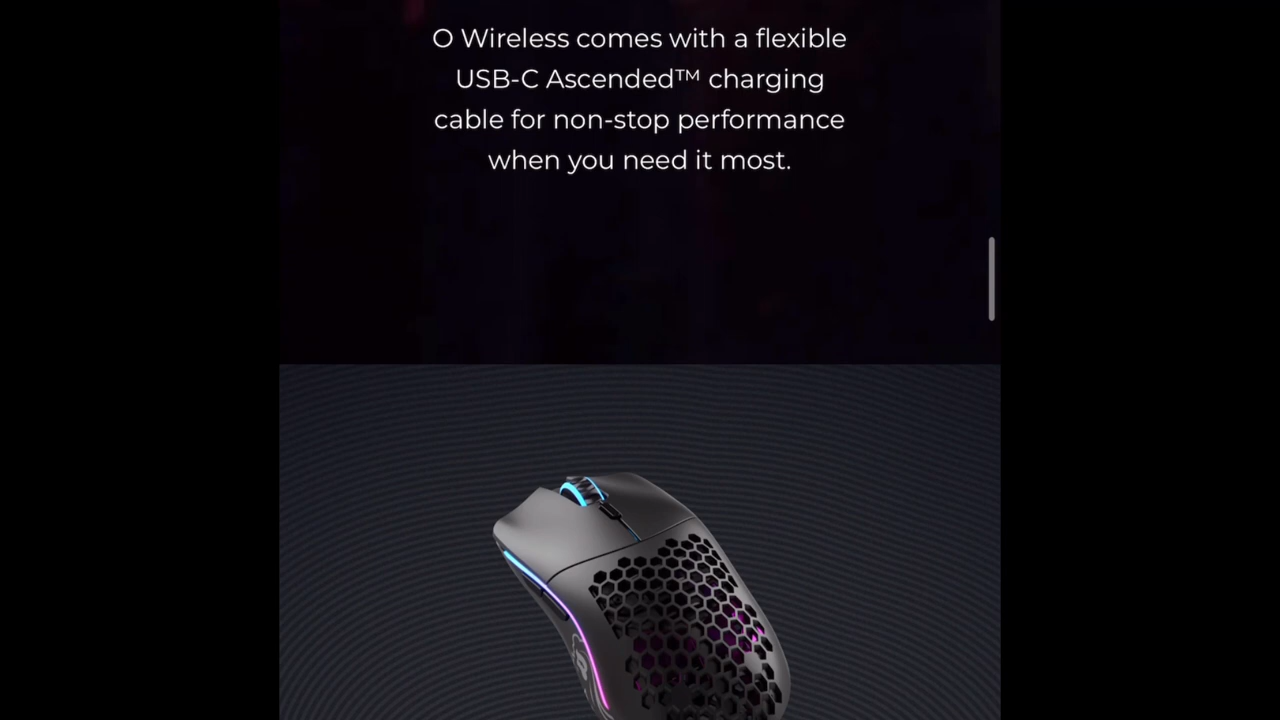 O Wireless comes with a flexible
USB-C Ascended™ charging
cable for non-stop performance
when you need it most.